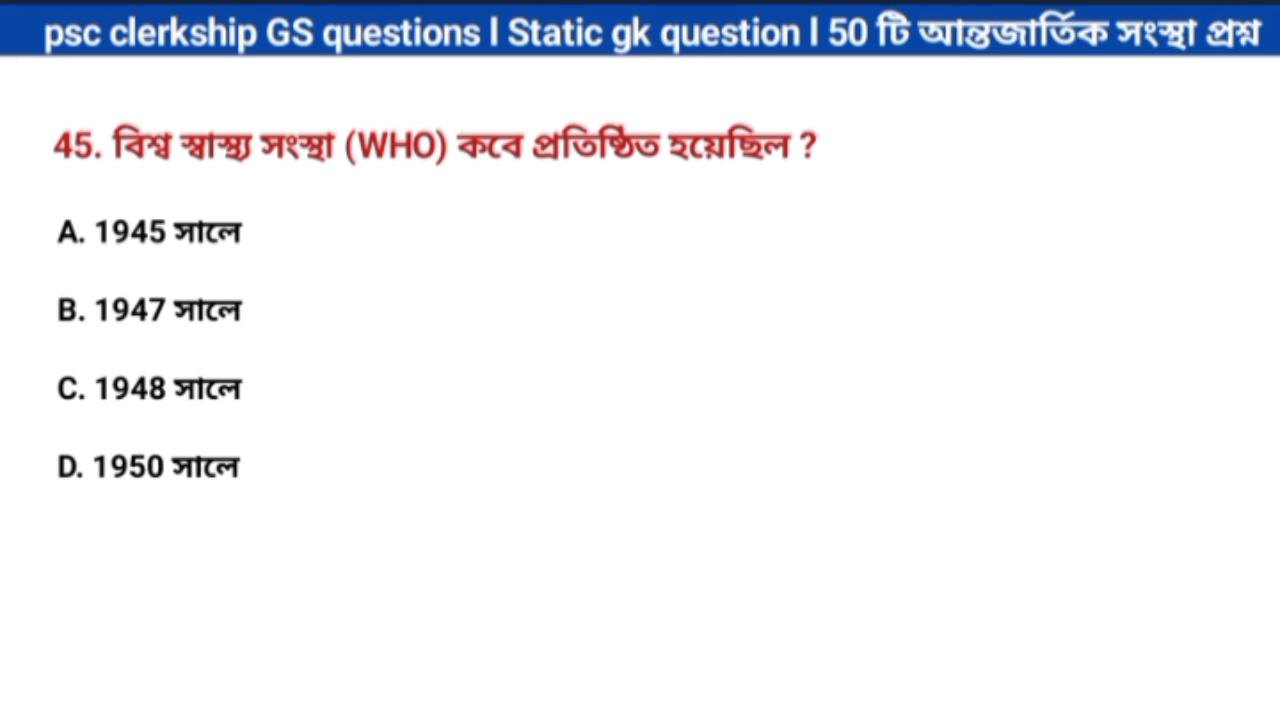 psc clerkship GS questions l Static gk question l 50 টি আন্তজার্তিক সংস্থা প্রশ্ন
45. বিশ্ব স্বাস্থ্য সংস্থা (WHO) কবে প্রতিষ্ঠিত হয়েছিল ?
A. 1945 সালে
B. 1947 সালে
C. 1948 সালে
D. 1950 সালে